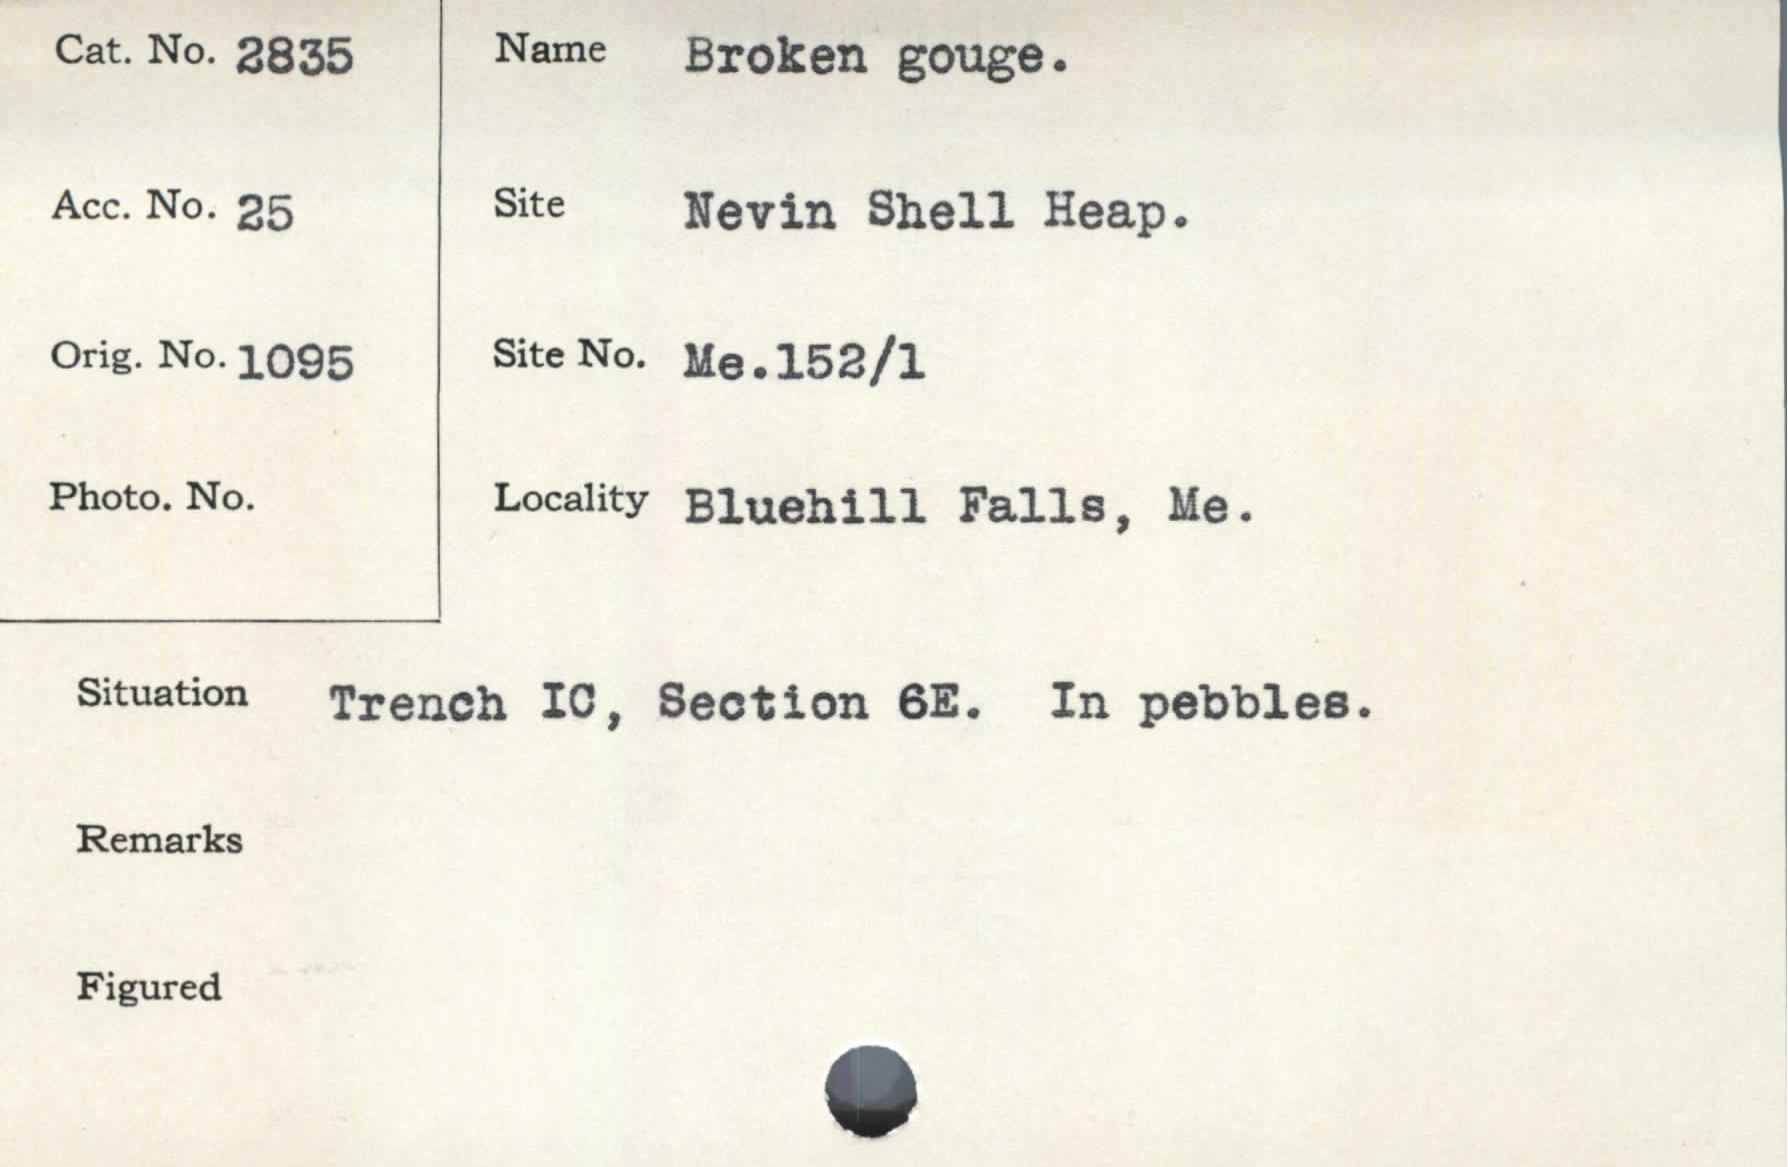 Cat. No. 2835
Acc. No. 25
Orig. No. 1095
Photo. No.
Name Broken gouge.
Site Nevin Shell Heap.
Site No. Me.152/1
Locality Bluehill Falls, Me.
Situation Trench IC, Section 6E. In pebbles.
Remarks
Figured